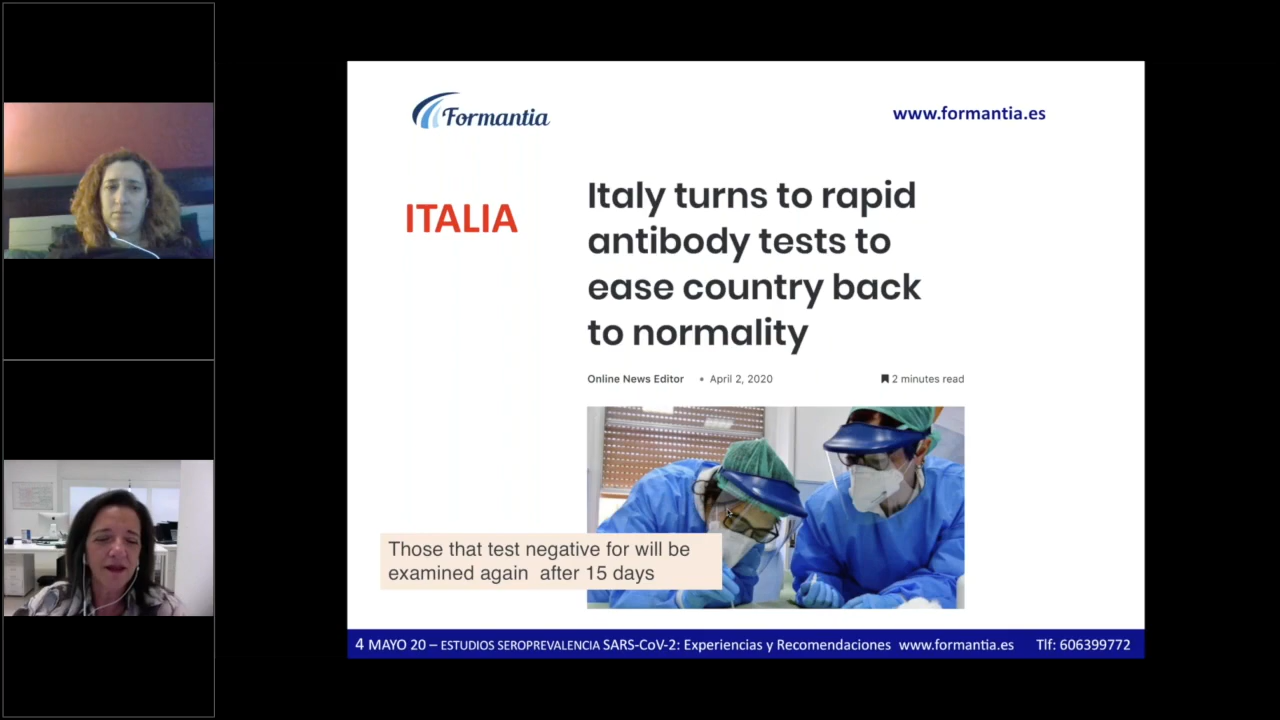 Formantia
www.formantia.es
ITALIA
Italy turns to rapid
antibody tests to
ease country back
to normality
Online News Editor • April 2, 2020 2 minutes read
Those that test negative for will be
examined again after 15 days
4 MAYO 20 – ESTUDIOS SEROPREVALENCIA SARS-CoV-2: Experiencias y Recomendaciones www.formantia.es Tlf: 606399772